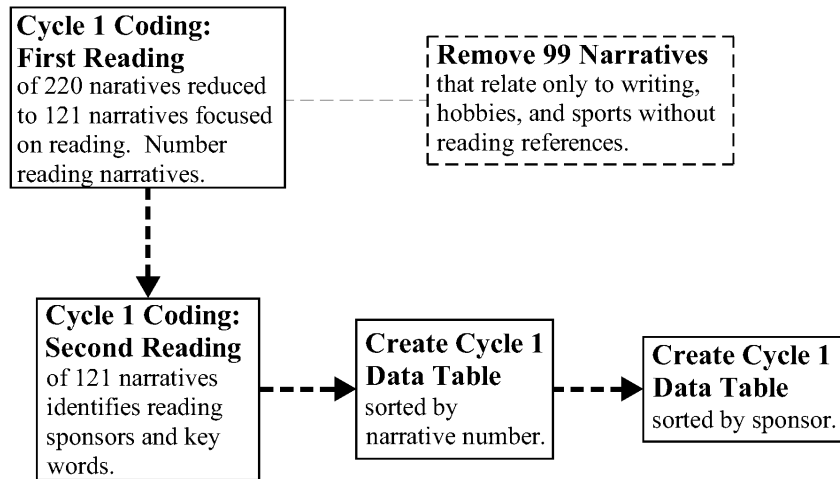 Cycle 1 Coding:
First Reading
of 220 naratives reduced
to 121 narratives focused
on reading. Number
reading narratives.
Remove 99 Narratives
that relate only to writing,
hobbies, and sports without
reading references.
Cycle 1 Coding:
Second Reading
of 121 narratives
identifies reading
sponsors and key
words.
Create Cycle 1
Data Table
sorted by
narrative number.
Create Cycle 1
Data Table
sorted by sponsor.